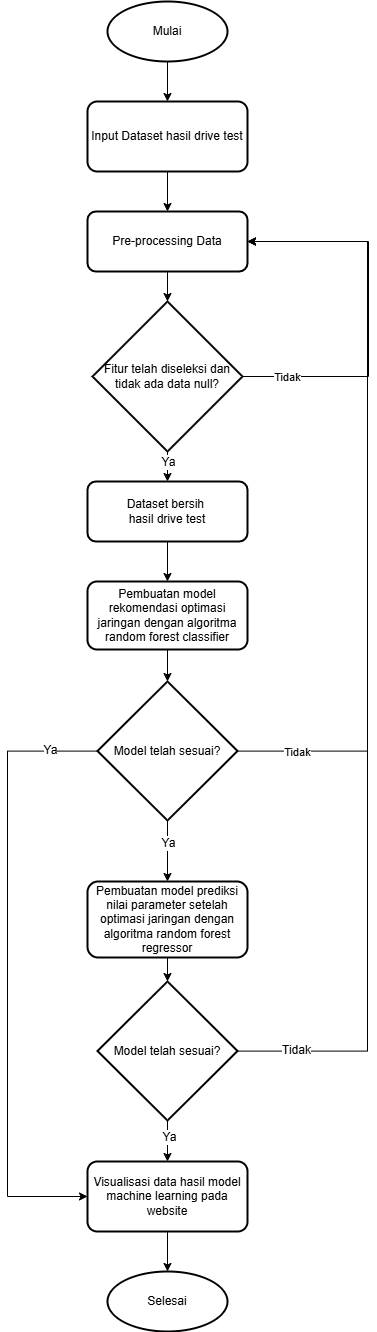 Mulai
Input Dataset hasil drive test
Pre-processing Data
Fitur telah diseleksi dan
tidak ada data null?
Tidak
Ya
Dataset bersih
hasil drive test
Pembuatan model
rekomendasi optimasi
jaringan dengan algoritma
random forest classifier
Ya
Model telah sesuai?
Tidak
Ya
Pembuatan model prediksi
nilai parameter setelah
optimasi jaringan dengan
algoritma random forest
regressor
Model telah sesuai?
Tidak
Ya
Visualisasi data hasil model
machine learning pada
website
Selesai